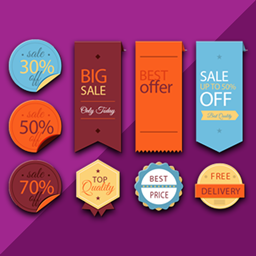 sale
30%
off
BIG
SALE
Only Today
BEST
offer
SALE
UP TO 50%
OFF
Best Quality
sale
50%
off
sale
70%
off
TOP
Quality
BEST
PRICE
FREE
DELIVERY